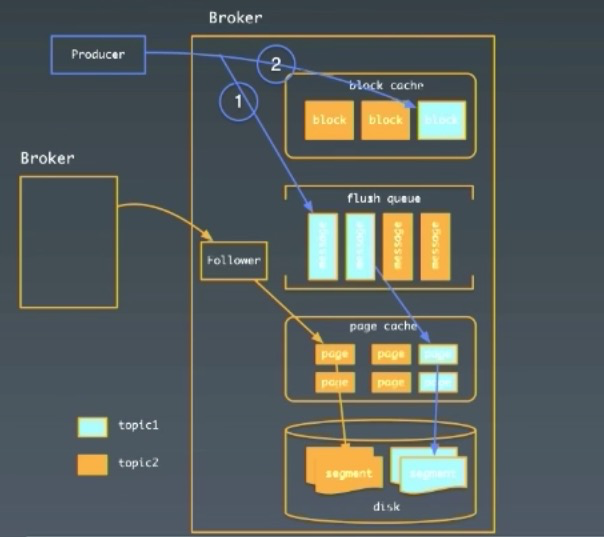 Broker
Producer
2
block cache
1
block
block
block
Broker
flush queue
message
message
message
message
Follower
page cache
page
page
page
page
page
page
topic1
topic2
segment
segment
disk